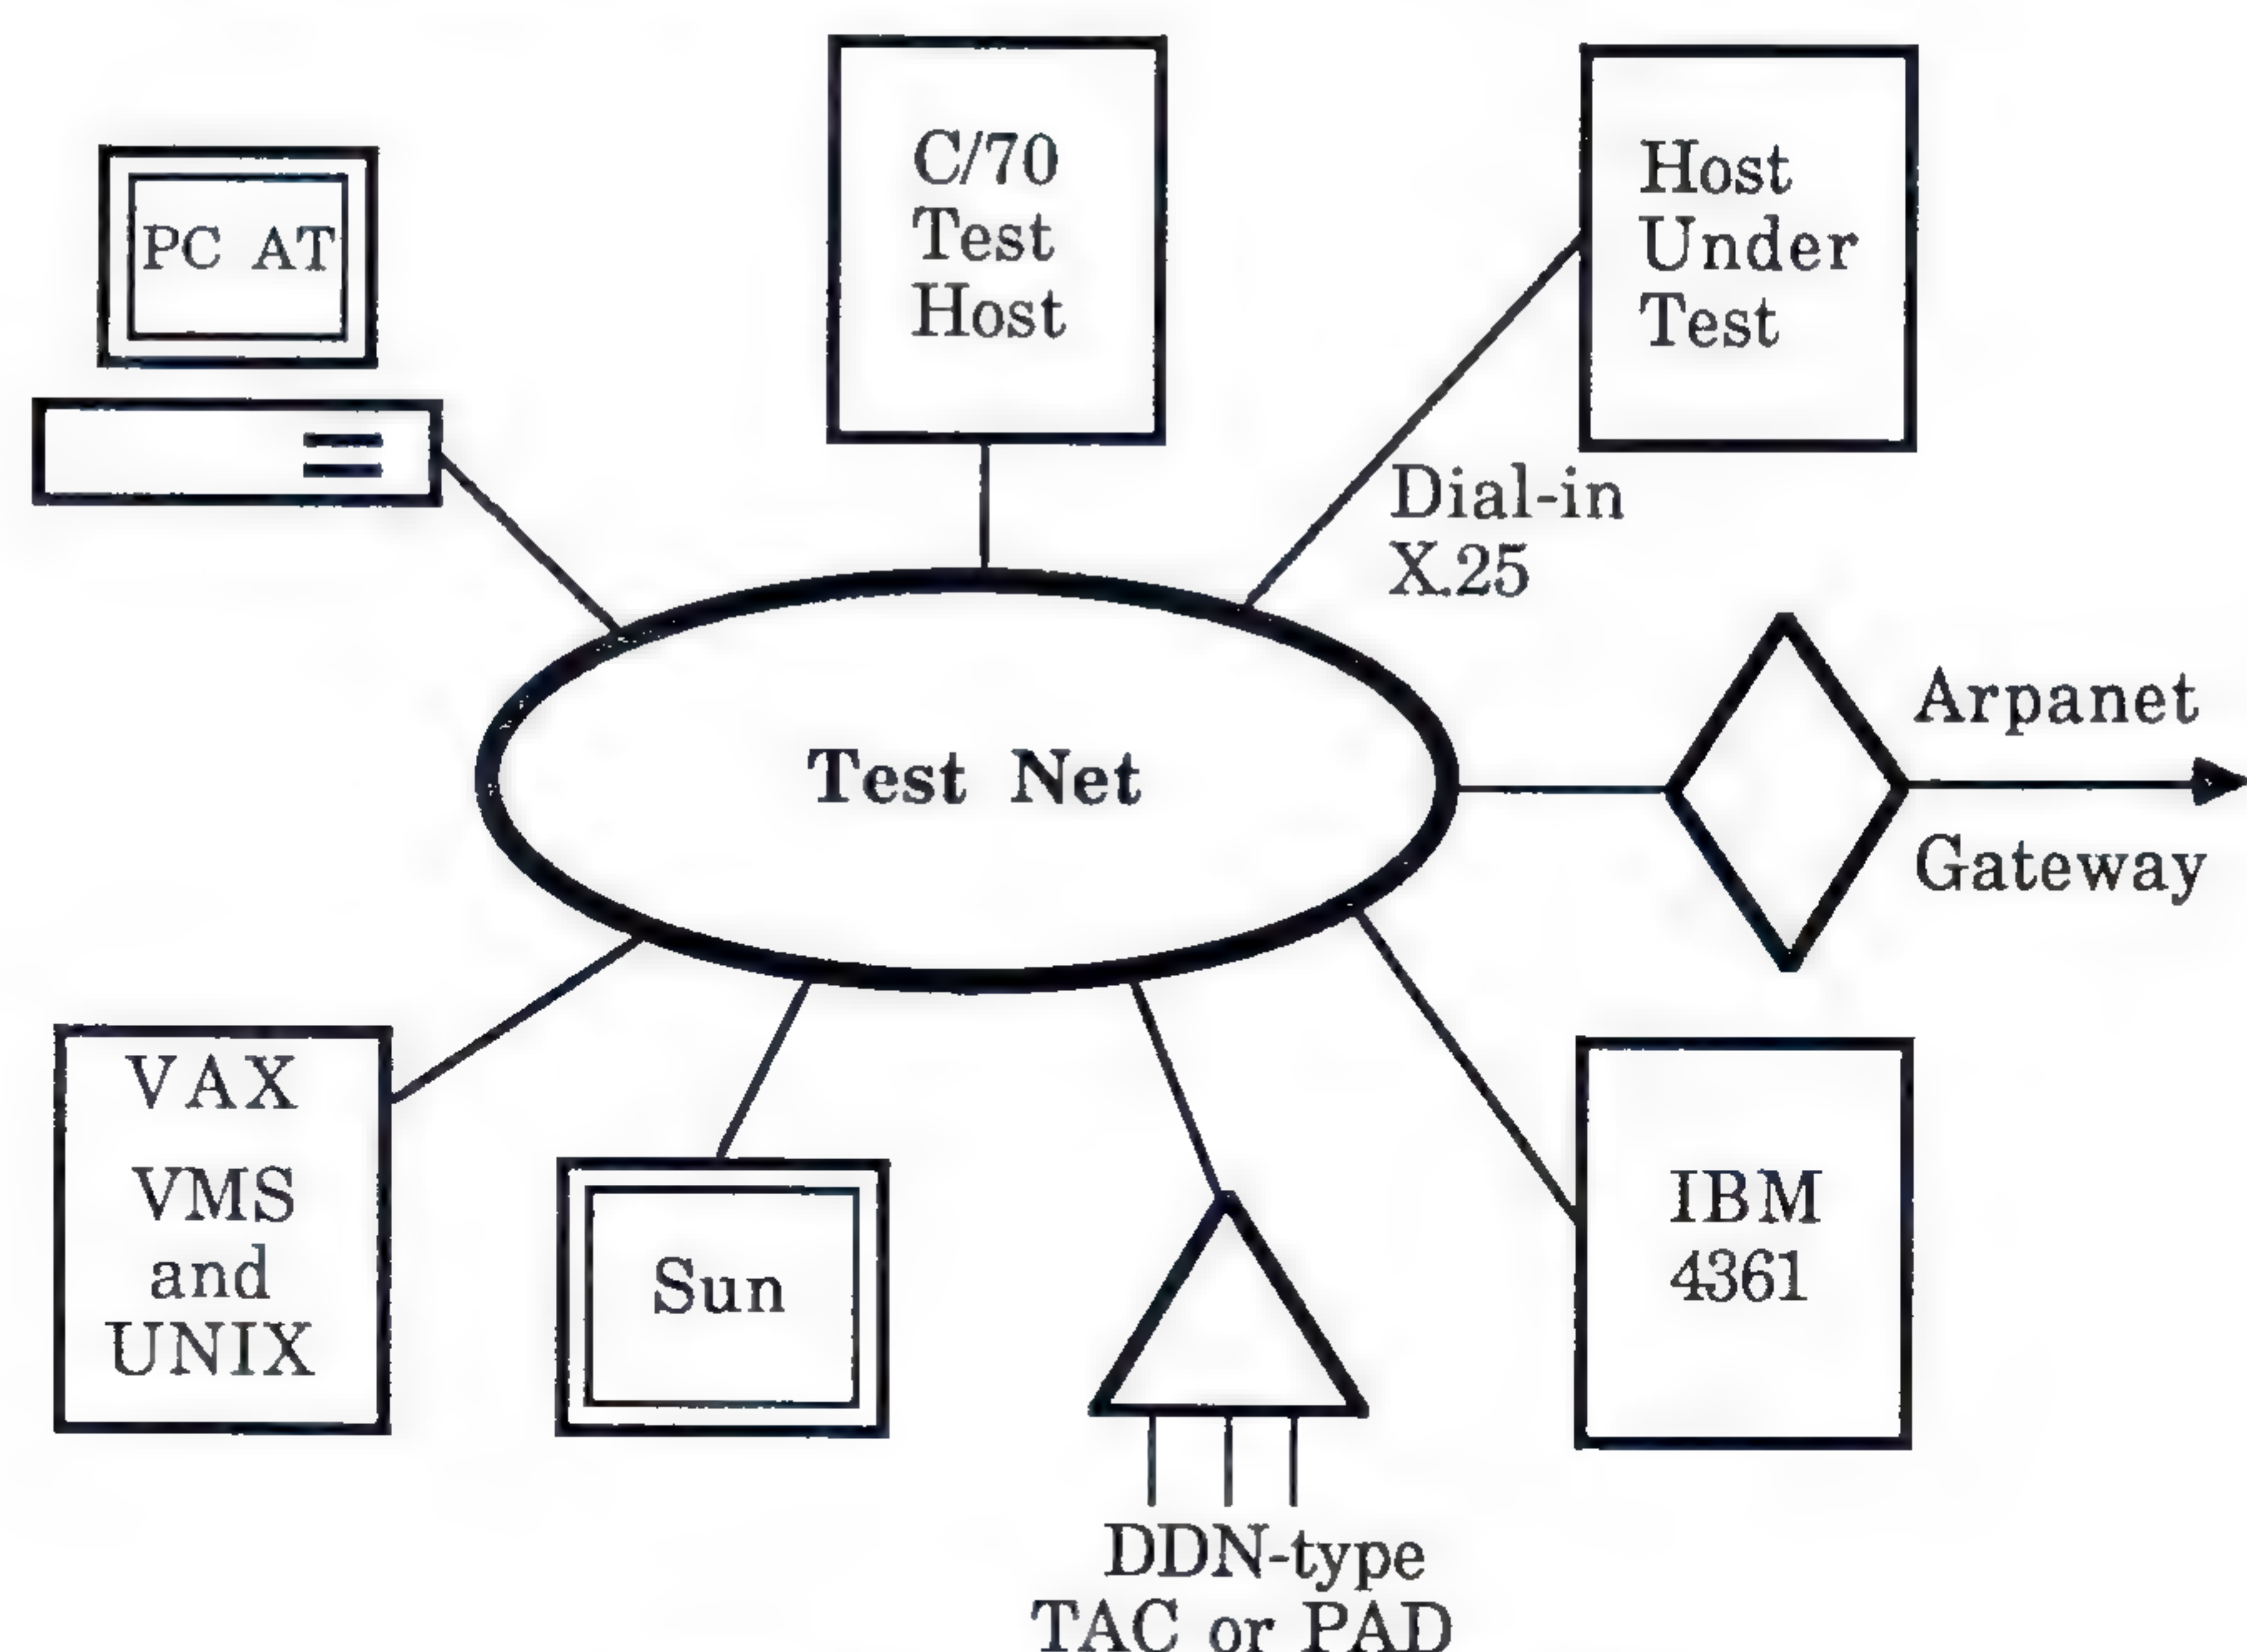 PC AT
C/70
Test
Host
Host
Under
Test
Dial-in
X.25
Test Net
Arpanet
Gateway
VAX
VMS
and
UNIX
Sun
DDN-type
TAC or PAD
IBM
4361